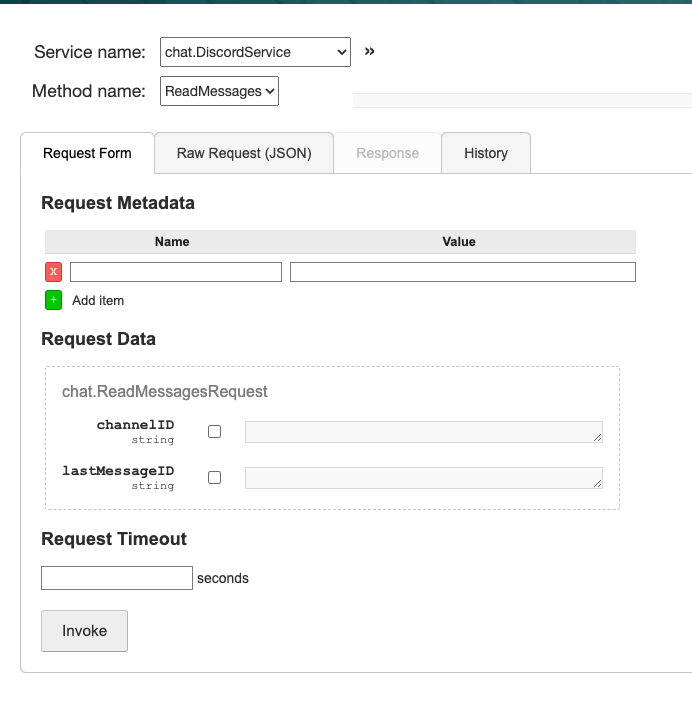 Service name: chat.DiscordService »
Method name: ReadMessages
Request Form Raw Request (JSON) Response History
Request Metadata
Name Value
X
+ Add item
Request Data
chat.ReadMessagesRequest
channelID
string
lastMessageID
string
Request Timeout
seconds
Invoke